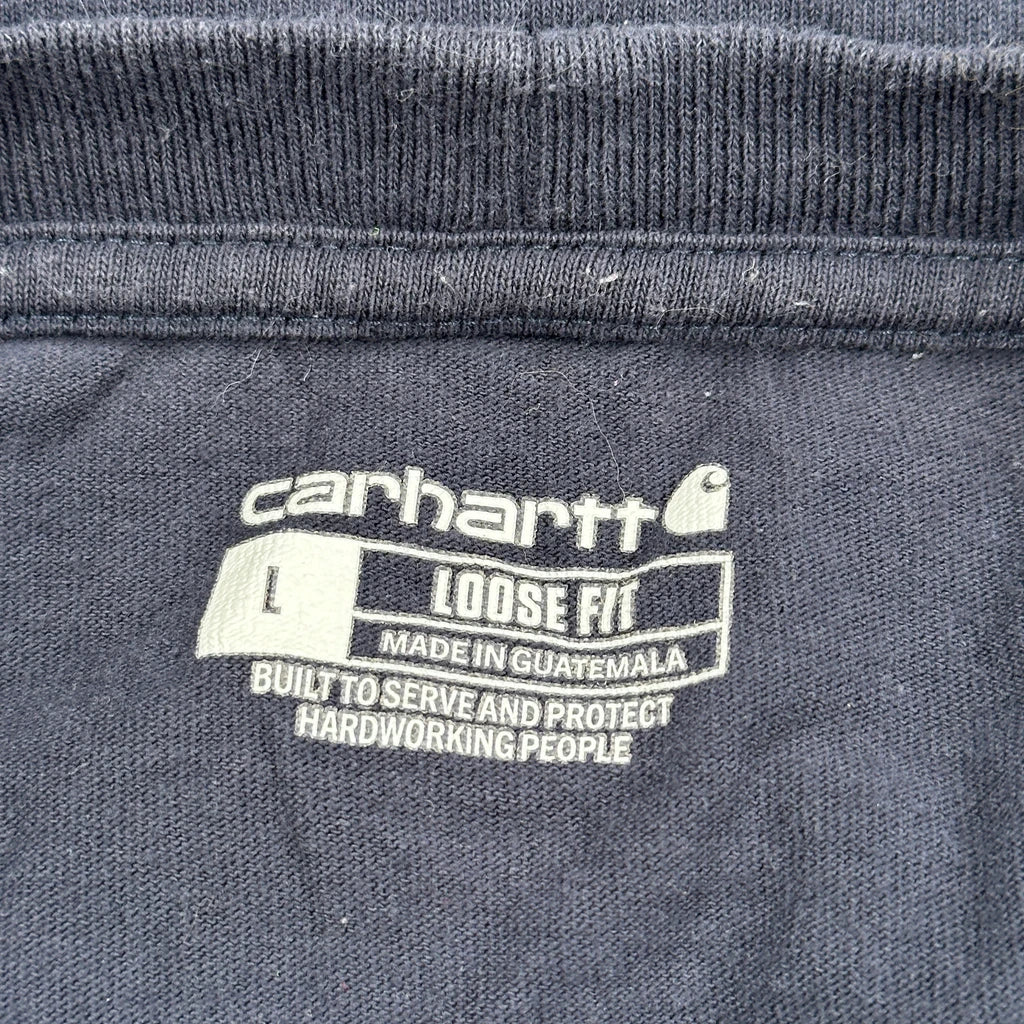 carhartt
L
LOOSE FIT
MADE IN GUATEMALA
BUILT TO SERVE AND PROTECT
HARDWORKING PEOPLE